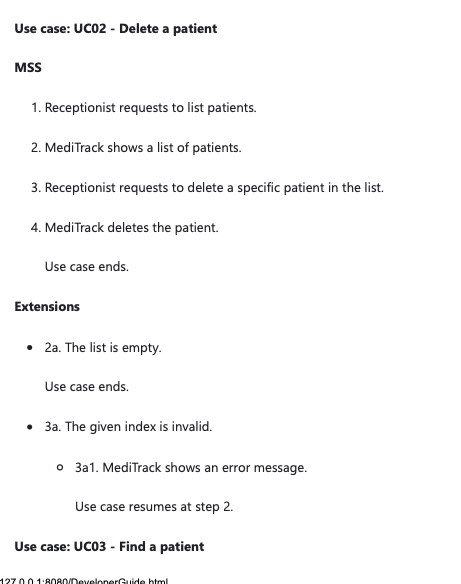 Use case: UC02 - Delete a patient
MSS
1. Receptionist requests to list patients.
2. MediTrack shows a list of patients.
3. Receptionist requests to delete a specific patient in the list.
4. MediTrack deletes the patient.
Use case ends.
Extensions
• 2a. The list is empty.
Use case ends.
• 3a. The given index is invalid.
○ 3a1. MediTrack shows an error message.
Use case resumes at step 2.
Use case: UC03 - Find a patient
127.0.0.1:8080/DeveloperGuide.html